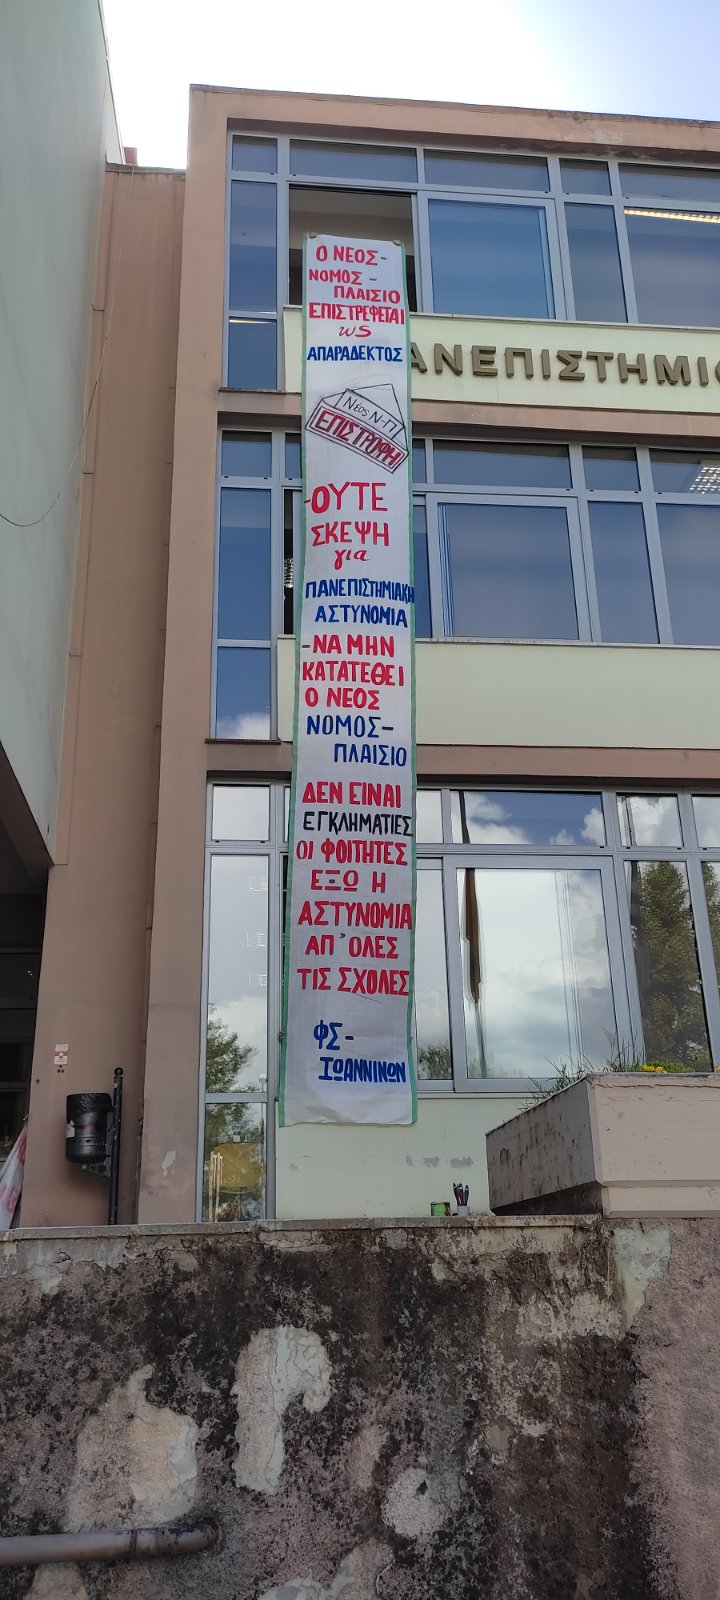 Ο ΝΕΟΣ-
ΝΟΜΟΣ -
ΠΛΑΙΣΙΟ
ΕΠΙΣΤΡΕΦΕΤΑΙ
ως
ΑΠΑΡΑΔΕΚΤΟΣ
Νέος Ν-Π
ΕΠΙΣΤΡΟΦΗ
-ΟΥΤΕ
ΣΚΕΨΗ
για
ΠΑΝΕΠΙΣΤΗΜΙΑΚΗ
ΑΣΤΥΝΟΜΙΑ
-ΝΑ ΜΗΝ
ΚΑΤΑΤΕΘΕΙ
Ο ΝΕΟΣ
ΝΟΜΟΣ-
ΠΛΑΙΣΙΟ
ΔΕΝ ΕΙΝΑΙ
ΕΓΚΛΗΜΑΤΙΕΣ
ΟΙ ΦΟΙΤΗΤΕΣ
ΕΞΩ Η
ΑΣΤΥΝΟΜΙΑ
ΑΠ' ΟΛΕΣ
ΤΙΣ ΣΧΟΛΕΣ
ΦΣ-
ΙΩΑΝΝΙΝΩΝ
ΑΝΕΠΙΣΤΗΜΙΟ